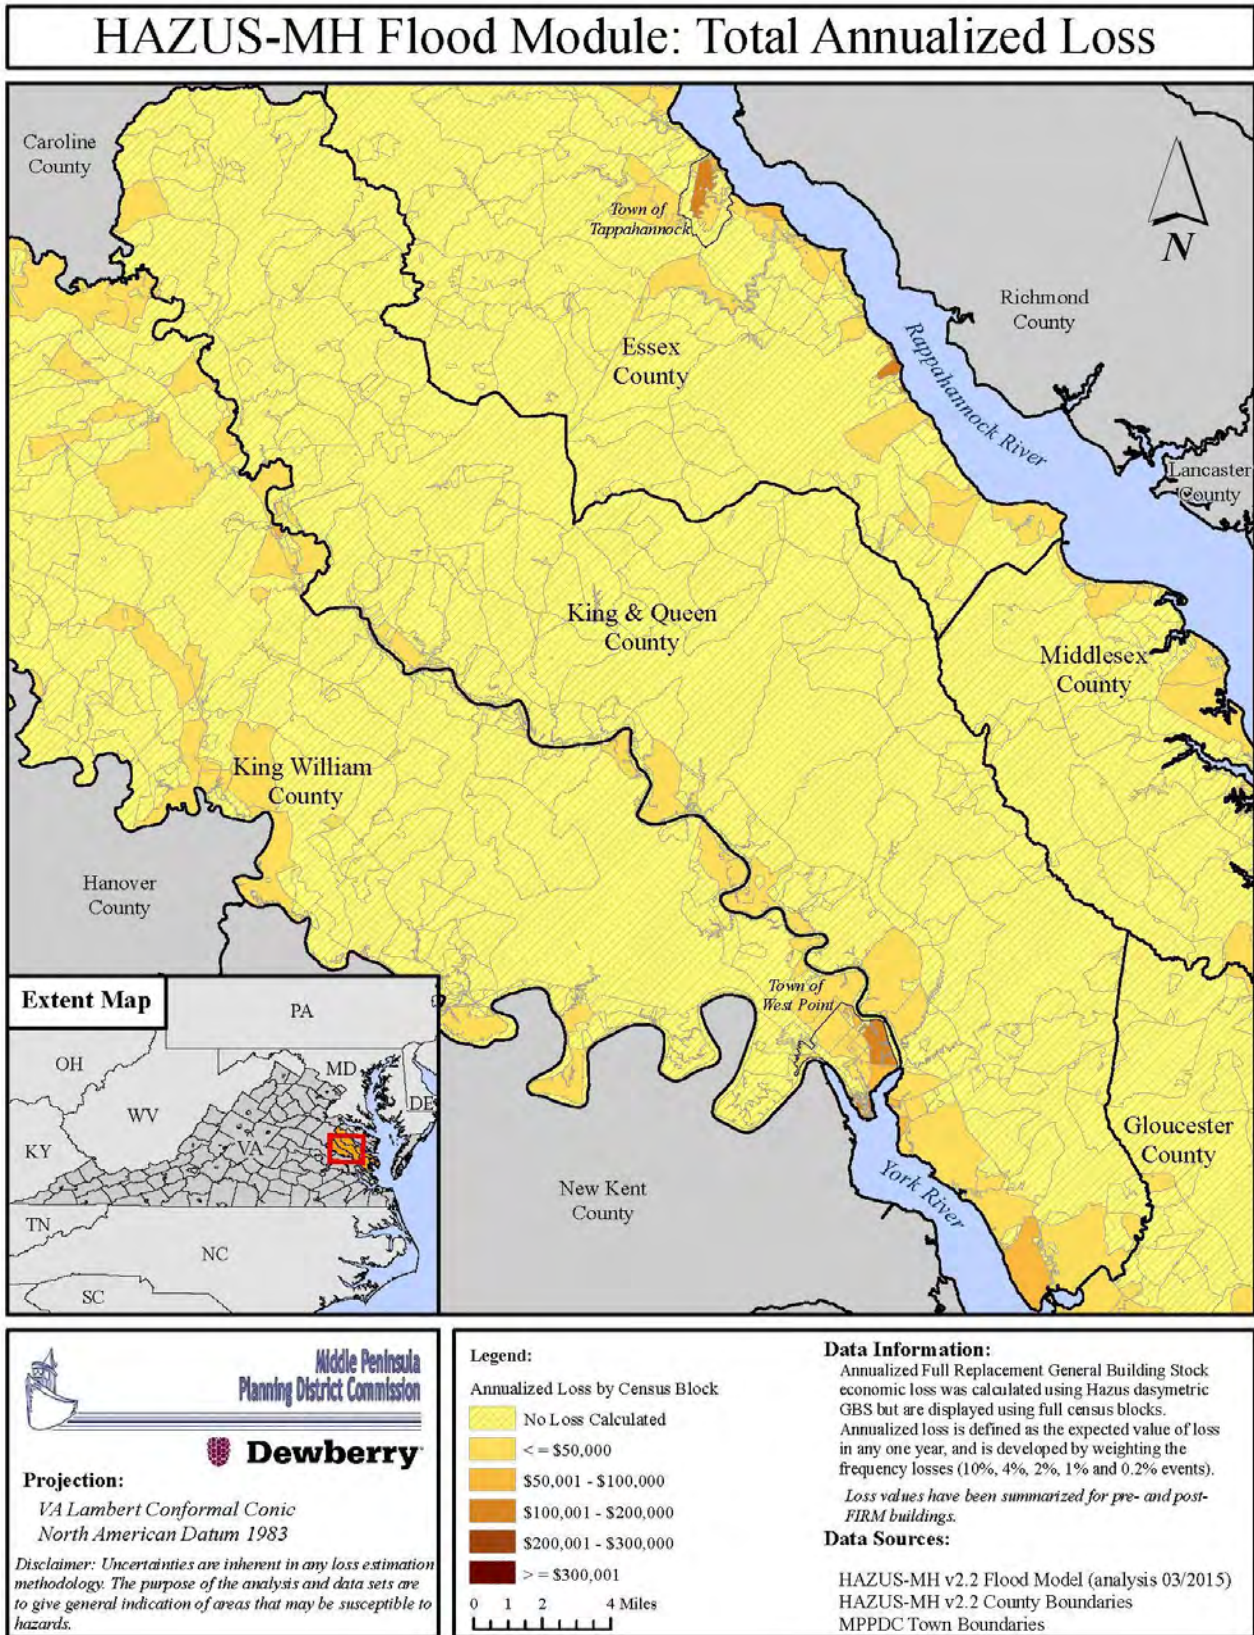 HAZUS-MH Flood Module: Total Annualized Loss
Caroline
County
Town of
Tappahannock
N
Richmond
County
Essex
County
Rappahannock River
Lancaster
County
King & Queen
County
Middlesex
County
King William
County
Hanover
County
Town of
West Point
Gloucester
County
New Kent
County
York River
Extent Map
PA
OH
MD
WV
DE
KY
VA
TN
NC
SC
Middle Peninsula
Planning District Commission
Dewberry
Projection:
VA Lambert Conformal Conic
North American Datum 1983
Disclaimer: Uncertainties are inherent in any loss estimation
methodology. The purpose of the analysis and data sets are
to give general indication of areas that may be susceptible to
hazards.
Legend:
Annualized Loss by Census Block
No Loss Calculated
< = $50,000
$50,001 - $100,000
$100,001 - $200,000
$200,001 - $300,000
> = $300,001
0 1 2 4 Miles
Data Information:
Annualized Full Replacement General Building Stock
economic loss was calculated using Hazus dasymetric
GBS but are displayed using full census blocks.
Annualized loss is defined as the expected value of loss
in any one year, and is developed by weighting the
frequency losses (10%, 4%, 2%, 1% and 0.2% events).
Loss values have been summarized for pre- and post-
FIRM buildings.
Data Sources:
HAZUS-MH v2.2 Flood Model (analysis 03/2015)
HAZUS-MH v2.2 County Boundaries
MPPDC Town Boundaries